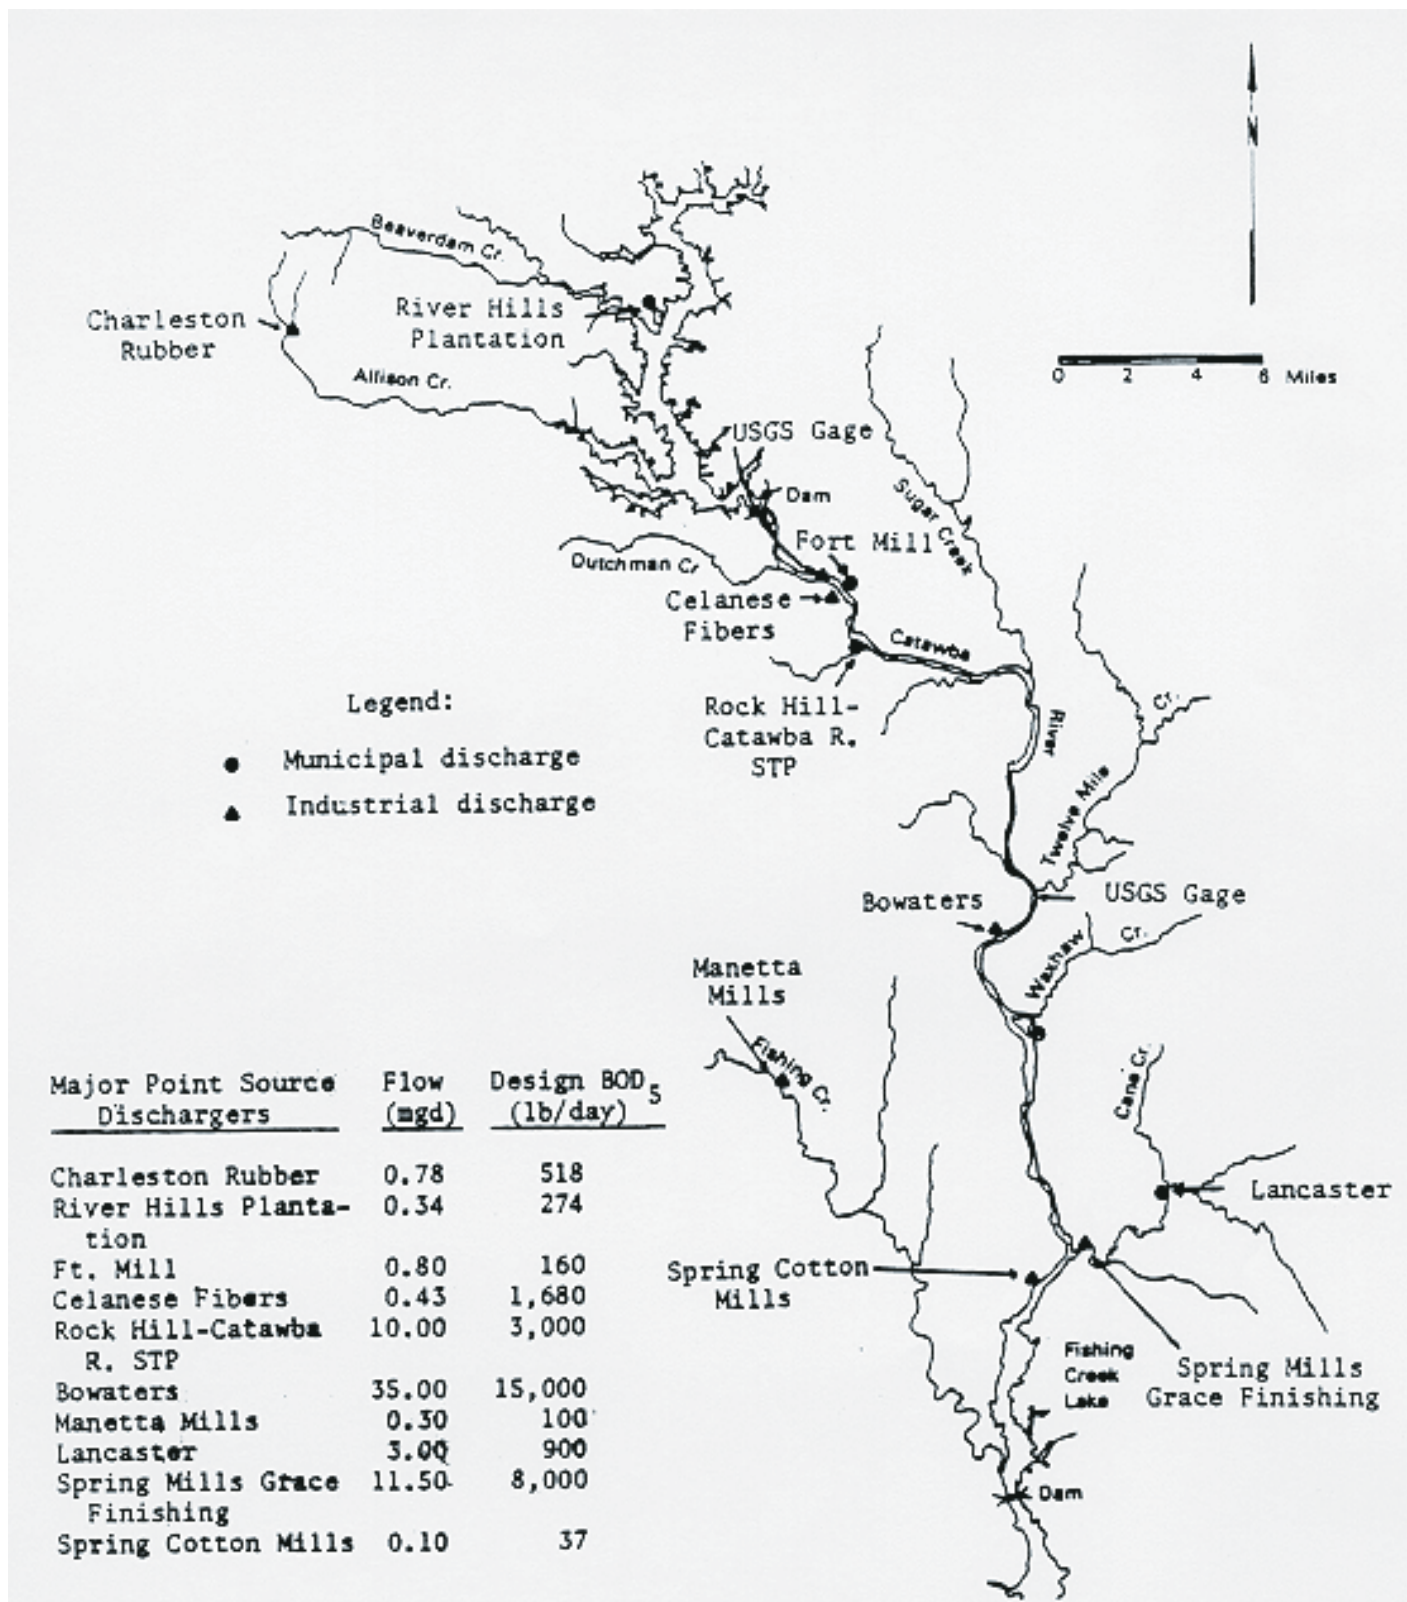 N
Beaverdam Cr.
River Hills
Plantation
Charleston
Rubber
Allison Cr.
0 2 4 6 Miles
USGS Gage
Dam
Sugar Creek
Fort Mill
Dutchman Cr
Celanese
Fibers
Catawba
River
Rock Hill-
Catawba R.
STP
Legend:
Municipal discharge
Industrial discharge
Cr.
Twelve Mile
USGS Gage
Bowaters
Waxhaw
Cr.
Manetta
Mills
Fishing Cr.
Cane Cr.
Lancaster
Spring Cotton
Mills
Fishing
Creek
Lake
Spring Mills
Grace Finishing
Dam
Major Point Source Flow Design BOD5
Dischargers (mgd) (lb/day)
Charleston Rubber 0.78 518
River Hills Planta- 0.34 274
tion
Ft. Mill 0.80 160
Celanese Fibers 0.43 1,680
Rock Hill-Catawba 10.00 3,000
R. STP
Bowaters 35.00 15,000
Manetta Mills 0.30 100
Lancaster 3.00 900
Spring Mills Grace 11.50 8,000
Finishing
Spring Cotton Mills 0.10 37